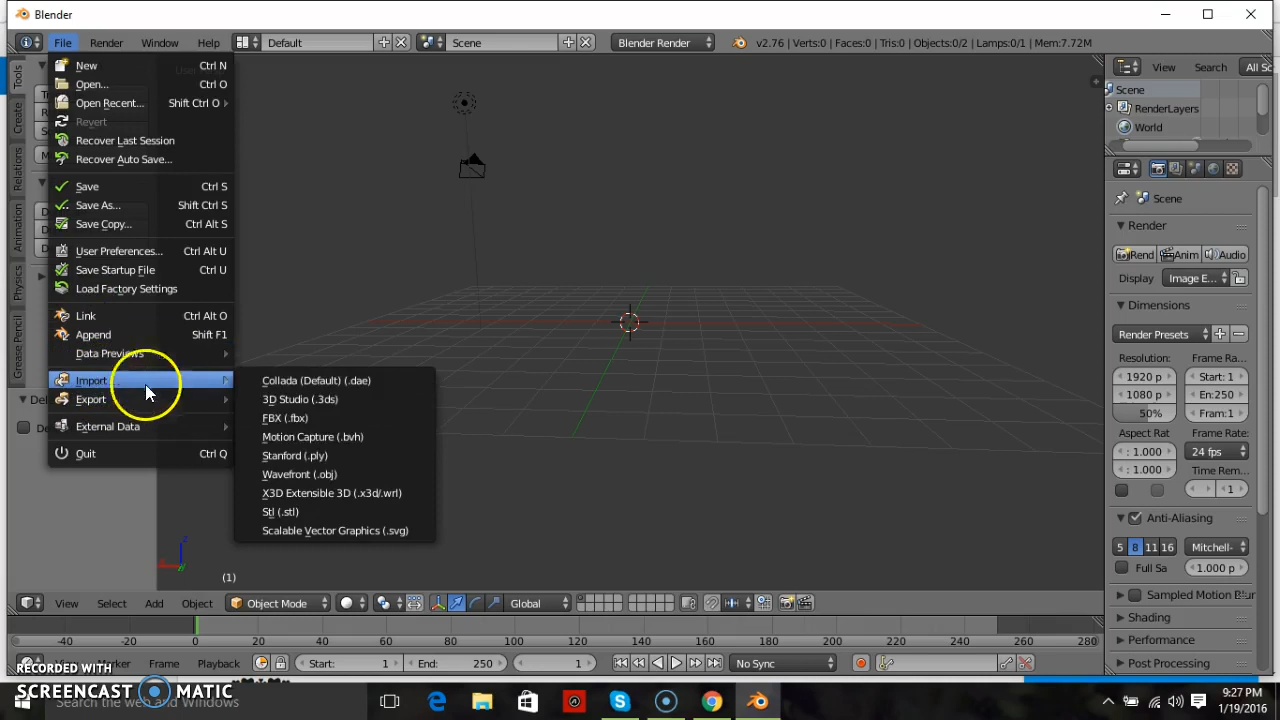 Blender
File Render Window Help Default Scene Blender Render v2.76 | Verts:0 | Faces:0 | Tris:0 | Objects:0/2 | Lamps:0/1 | Mem:7.72M
New Ctrl N
Open... Ctrl O
Open Recent... Shift Ctrl O
Revert
Recover Last Session
Recover Auto Save...
Save Ctrl S
Save As... Shift Ctrl S
Save Copy... Ctrl Alt S
User Preferences... Ctrl Alt U
Save Startup File Ctrl U
Load Factory Settings
Link Ctrl Alt O
Append Shift F1
Data Previews
Import
Export
External Data
Quit Ctrl Q
Collada (Default) (.dae)
3D Studio (.3ds)
FBX (.fbx)
Motion Capture (.bvh)
Stanford (.ply)
Wavefront (.obj)
X3D Extensible 3D (.x3d/.wrl)
Stl (.stl)
Scalable Vector Graphics (.svg)
Tools
Create
Relations
Animation
Physics
Grease Pencil
z
(1)
View Search All Sc
Scene
RenderLayers
World
Scene
Render
Rend Anim Audio
Display Image E...
Dimensions
Render Presets
Resolution: Frame Ra
1920 p Start: 1
1080 p En:250
50% Fram:1
Aspect Rat Frame Rate:
: 1.000 24 fps
: 1.000 Time Rem
1
Anti-Aliasing
5 8 11 16 Mitchell-
Full Sa 1.000 p
Sampled Motion Blur
Shading
Performance
Post Processing
View Select Add Object Object Mode Global
-40 -20 0 20 40 60 80 100 120 140 160 180 200 220 240 260 280
Marker Frame Playback Start: 1 End: 250 1 No Sync
RECORDED WITH
SCREENCAST MATIC
Search the web and Windows
9:27 PM
1/19/2016